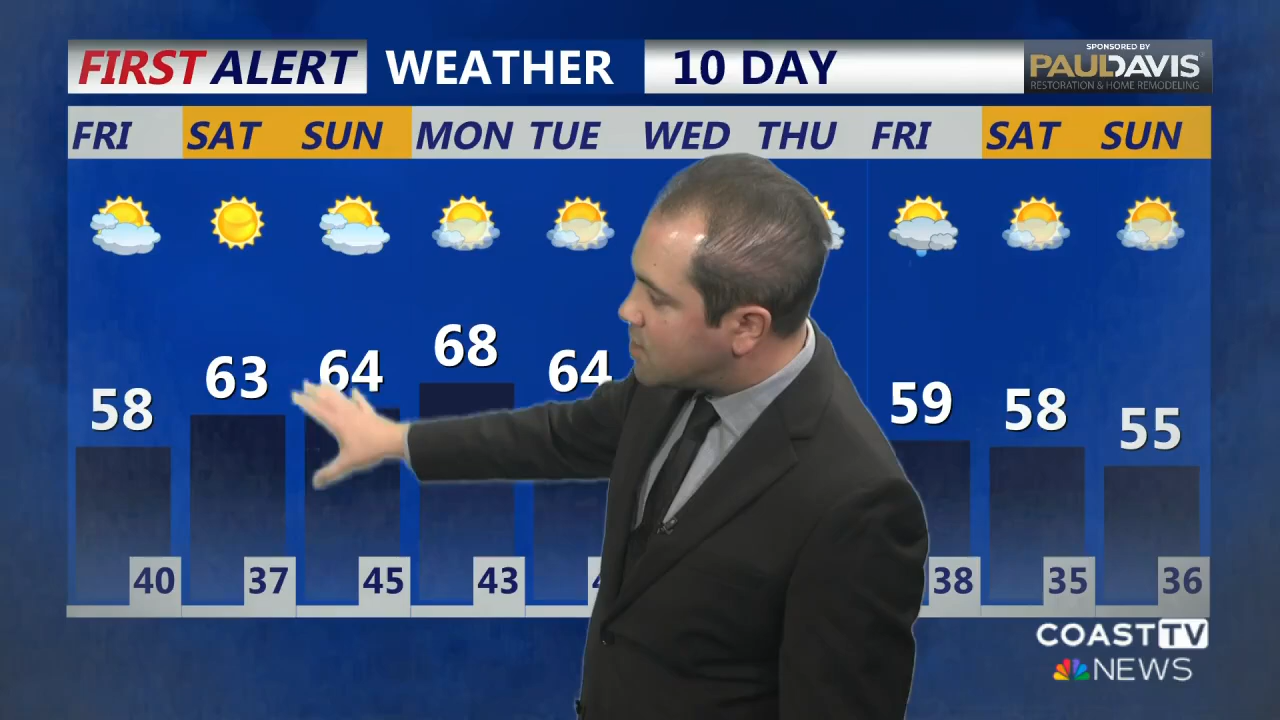 FIRST ALERT WEATHER 10 DAY
SPONSORED BY
PAUL DAVIS
RESTORATION & HOME REMODELING
FRI SAT SUN MON TUE WED THU FRI SAT SUN
58 63 64 68 64 59 58 55
40 37 45 43 38 35 36
COAST TV
NEWS